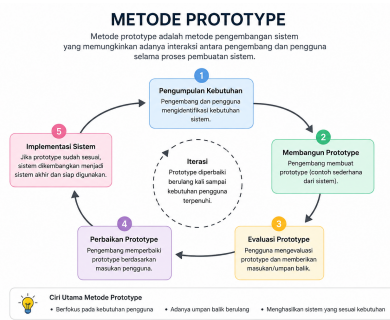 METODE PROTOTYPE
Metode prototype adalah metode pengembangan sistem
yang memungkinkan adanya interaksi antara pengembang dan pengguna
selama proses pembuatan sistem.
1
Pengumpulan Kebutuhan
Pengembang dan pengguna
mengidentifikasi kebutuhan
sistem.
2
Membangun Prototype
Pengembang membuat
prototype (contoh sederhana
dari sistem).
3
Evaluasi Prototype
Pengguna mengevaluasi
prototype dan memberikan
masukan/umpan balik.
4
Perbaikan Prototype
Pengembang memperbaiki
prototype berdasarkan
masukan pengguna.
5
Implementasi Sistem
Jika prototype sudah sesuai,
sistem dikembangkan menjadi
sistem akhir dan siap digunakan.
Iterasi
Prototype diperbaiki
berulang kali sampai
kebutuhan pengguna
terpenuhi.
Ciri Utama Metode Prototype
• Berfokus pada kebutuhan pengguna • Adanya umpan balik berulang • Menghasilkan sistem yang sesuai kebutuhan